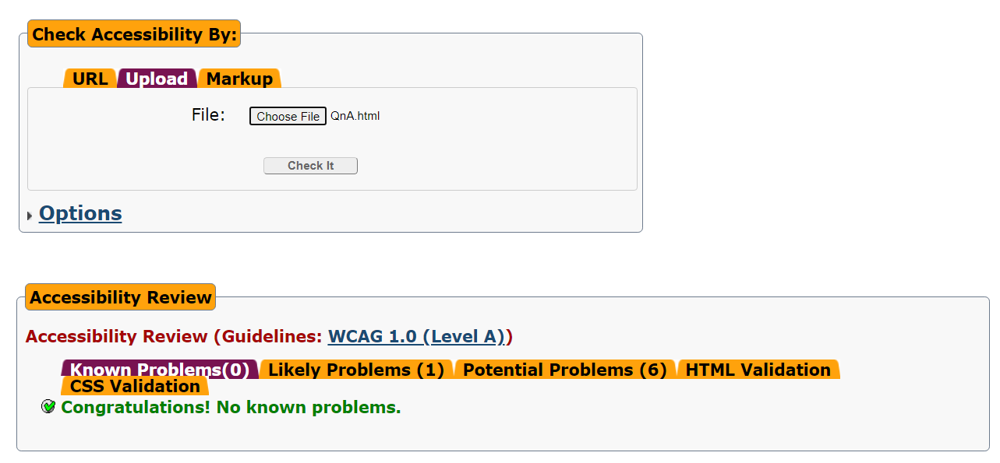 Check Accessibility By:
URL Upload Markup
File: Choose File QnA.html
Check It
Options
Accessibility Review
Accessibility Review (Guidelines: WCAG 1.0 (Level A))
Known Problems(0) Likely Problems (1) Potential Problems (6) HTML Validation
CSS Validation
Congratulations! No known problems.